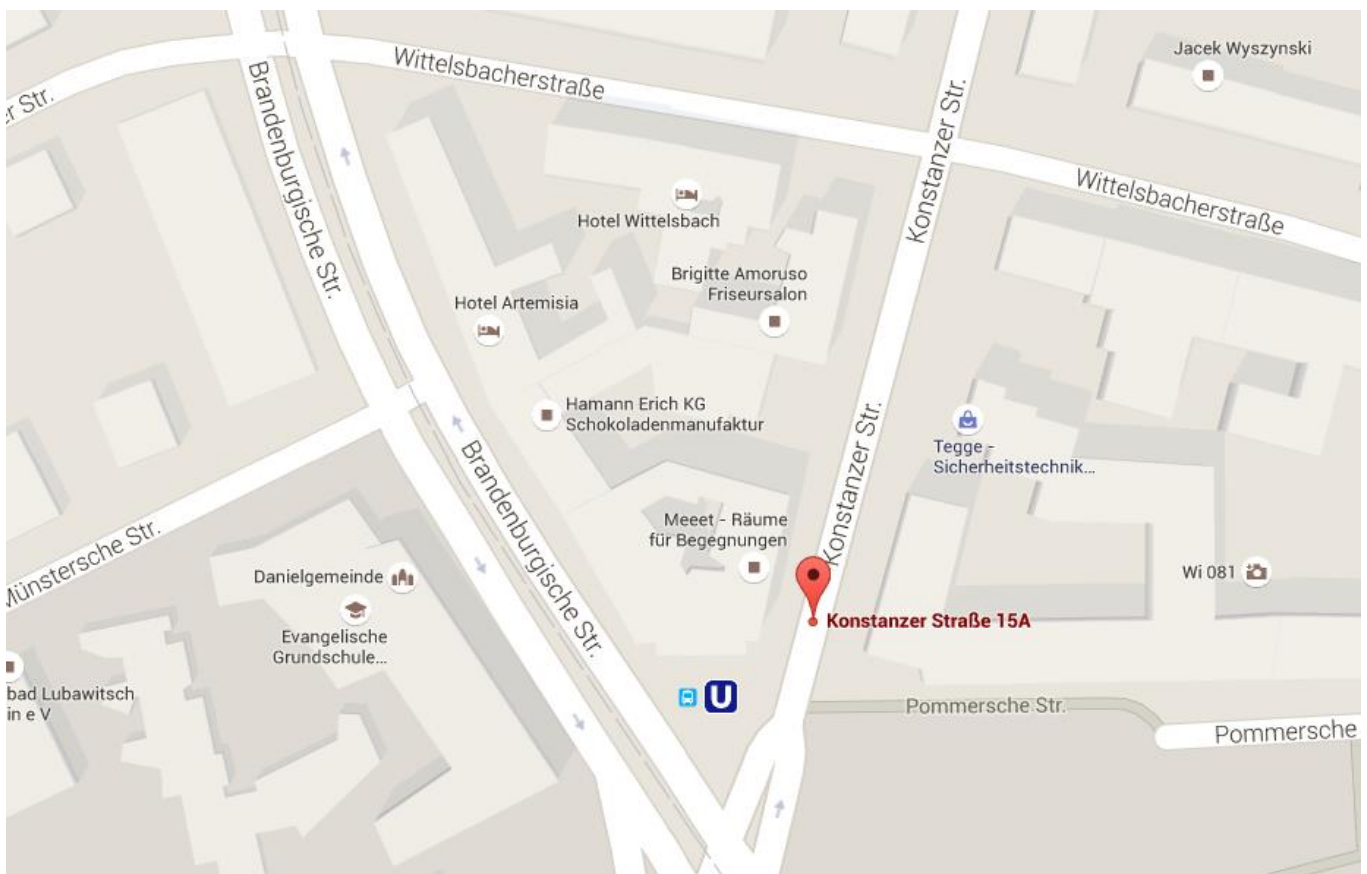 Jacek Wyszynski
Wittelsbacherstraße
Konstanzer Str.
Brandenburgische Str.
Str.
Wittelsbacherstraße
Hotel Wittelsbach
Brigitte Amoruso
Friseursalon
Hotel Artemisia
Hamann Erich KG
Schokoladenmanufaktur
Konstanzer Str.
Tegge -
Sicherheitstechnik...
Brandenburgische Str.
Meeet - Räume
für Begegnungen
Konstanzer Str.
Münstersche Str.
Danielgemeinde
Wi 081
Konstanzer Straße 15A
Evangelische
Grundschule...
bad Lubawitsch
in e V
U
Pommersche Str.
Pommersche